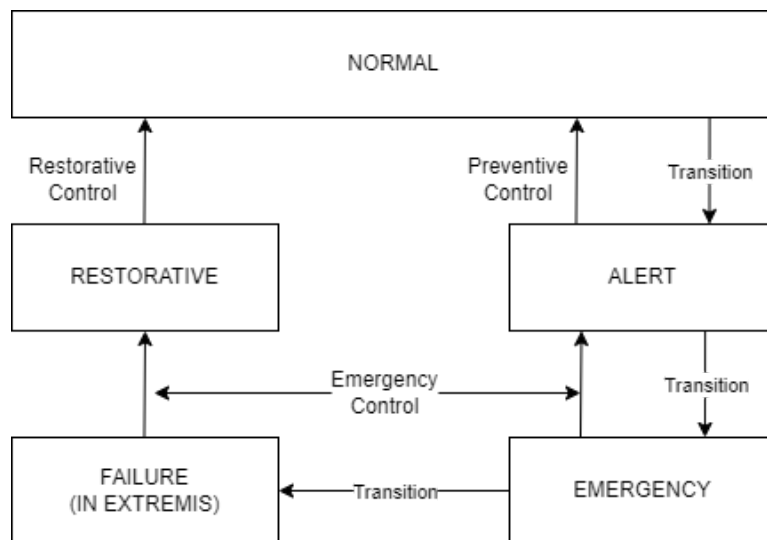 NORMAL
Restorative
Control
Preventive
Control
Transition
RESTORATIVE
ALERT
Emergency
Control
Transition
FAILURE
(IN EXTREMIS)
Transition
EMERGENCY